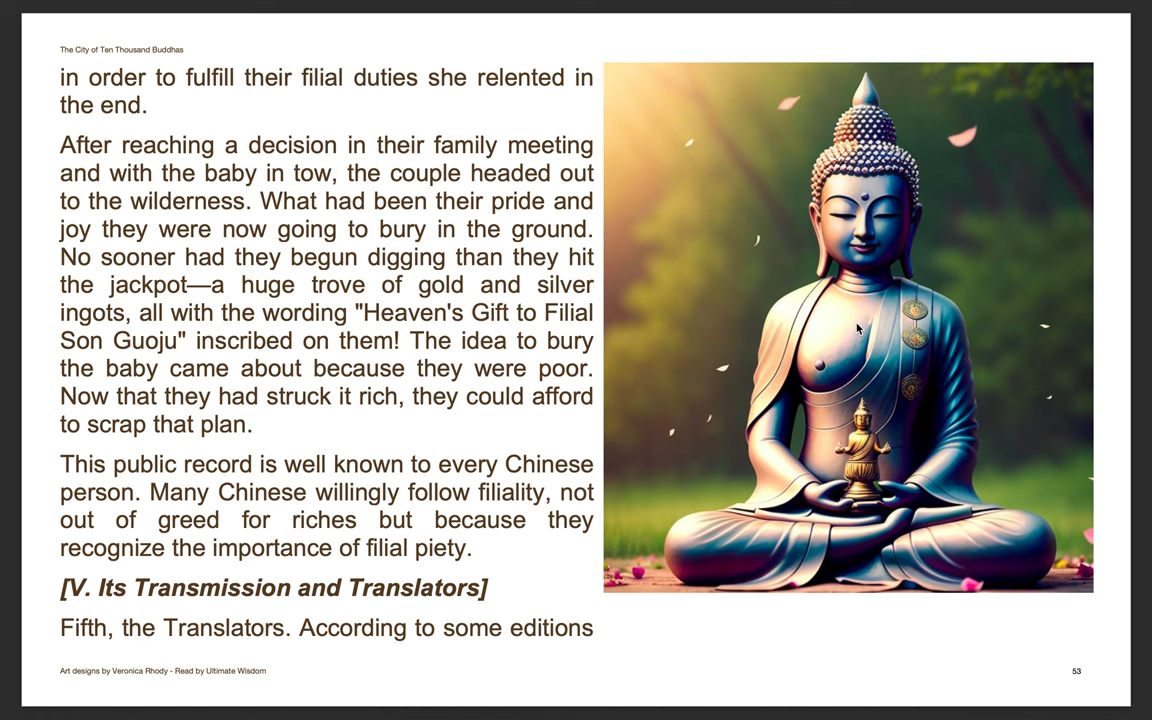 The City of Ten Thousand Buddhas
in order to fulfill their filial duties she relented in
the end.
After reaching a decision in their family meeting
and with the baby in tow, the couple headed out
to the wilderness. What had been their pride and
joy they were now going to bury in the ground.
No sooner had they begun digging than they hit
the jackpot—a huge trove of gold and silver
ingots, all with the wording "Heaven's Gift to Filial
Son Guoju" inscribed on them! The idea to bury
the baby came about because they were poor.
Now that they had struck it rich, they could afford
to scrap that plan.
This public record is well known to every Chinese
person. Many Chinese willingly follow filiality, not
out of greed for riches but because they
recognize the importance of filial piety.
[V. Its Transmission and Translators]
Fifth, the Translators. According to some editions
Art designs by Veronica Rhody - Read by Ultimate Wisdom
53